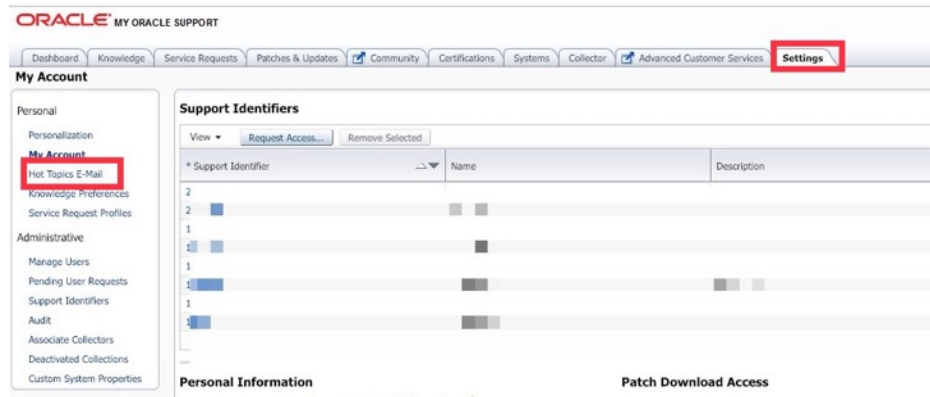 ORACLE MY ORACLE SUPPORT
Dashboard Knowledge Service Requests Patches & Updates Community Certifications Systems Collector Advanced Customer Services Settings
My Account
Personal
Personalization
My Account
Hot Topics E-Mail
Knowledge Preferences
Service Request Profiles
Administrative
Manage Users
Pending User Requests
Support Identifiers
Audit
Associate Collectors
Deactivated Collections
Custom System Properties
Support Identifiers
View Request Access... Remove Selected
* Support Identifier Name Description
2
2
1
1
1
1
1
1
Personal Information Patch Download Access